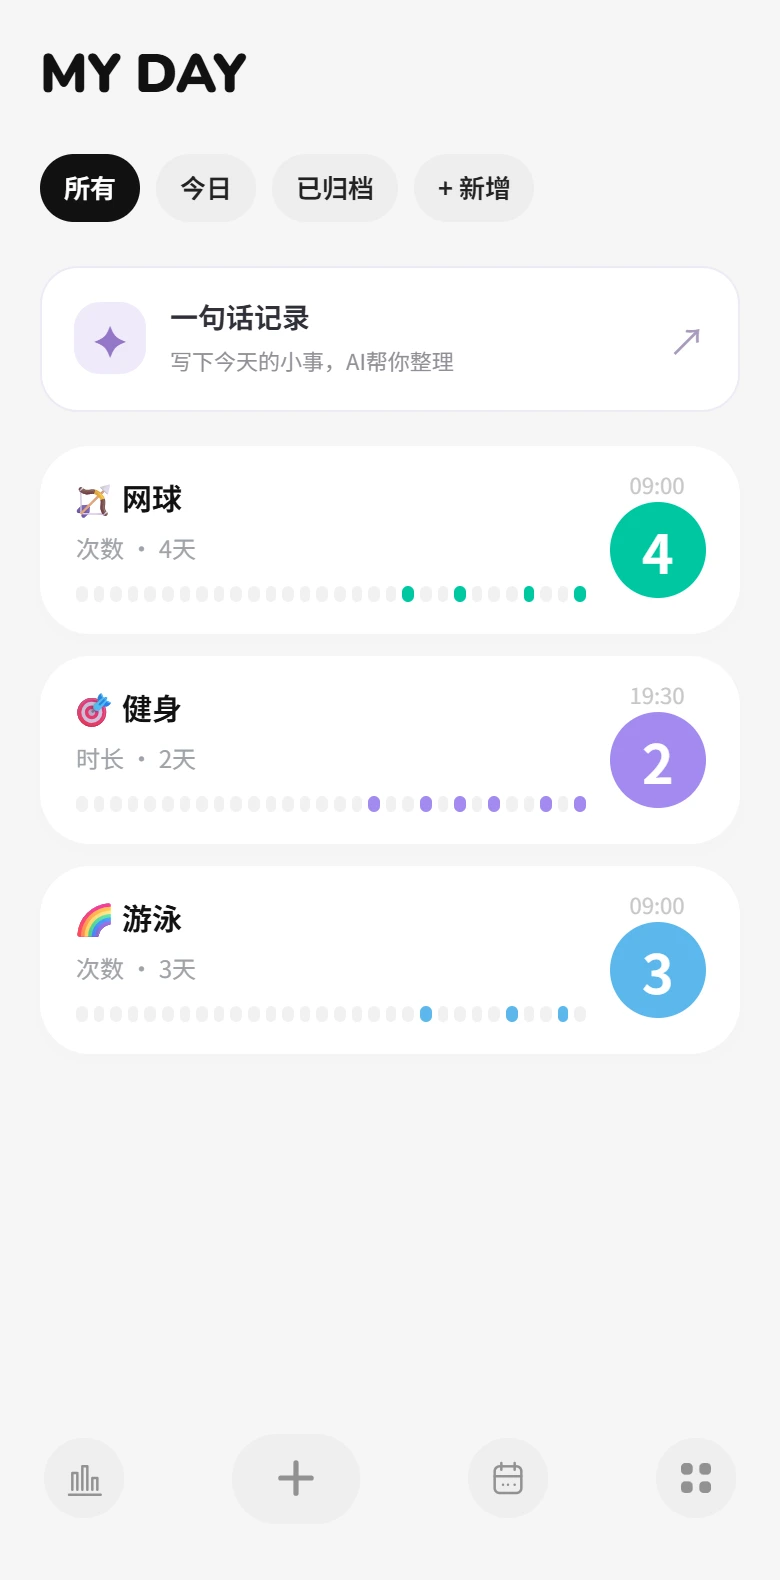 MY DAY
所有
今日
已归档
+ 新增
一句话记录
写下今天的小事，AI帮你整理
网球
次数 • 4天
09:00
4
健身
时长 • 2天
19:30
2
游泳
次数 • 3天
09:00
3